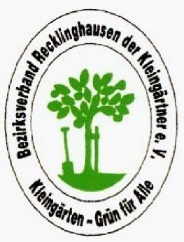 Bezirksverband Recklinghausen der Kleingärtner e. V.
Kleingärten - Grün für Alle